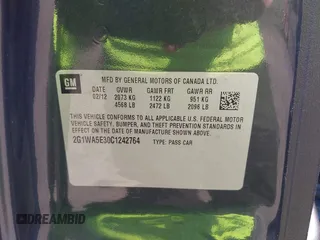 GM
MFD BY GENERAL MOTORS OF CANADA LTD.
DATE GVWR GAWR FRT GAWR RR
02/12 2073 KG 1122 KG 951 KG
4568 LB 2472 LB 2096 LB
THIS VEHICLE CONFORMS TO ALL APPLICABLE U.S. FEDERAL MOTOR
VEHICLE SAFETY, BUMPER, AND THEFT PREVENTION STANDARDS IN EFFECT
ON THE DATE OF MANUFACTURE SHOWN ABOVE.
2G1WA5E30C1242764 TYPE: PASS CAR
DREAMBID